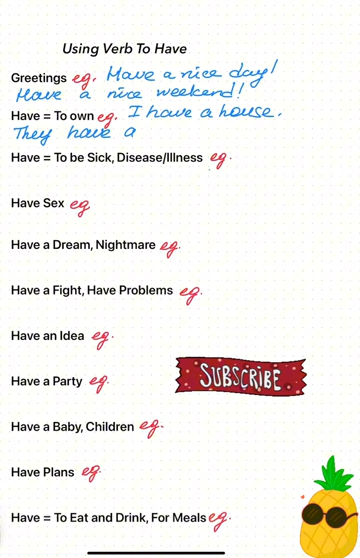 Using Verb To Have
Greetings eg. Have a nice day!
Have a nice weekend!
Have = To own eg. I have a house.
They have a
Have = To be Sick, Disease/Illness eg.
Have Sex eg
Have a Dream, Nightmare eg.
Have a Fight, Have Problems eg.
Have an Idea eg.
SUBSCRIBE
Have a Party eg.
Have a Baby, Children eg.
Have Plans eg.
Have = To Eat and Drink, For Meals eg.